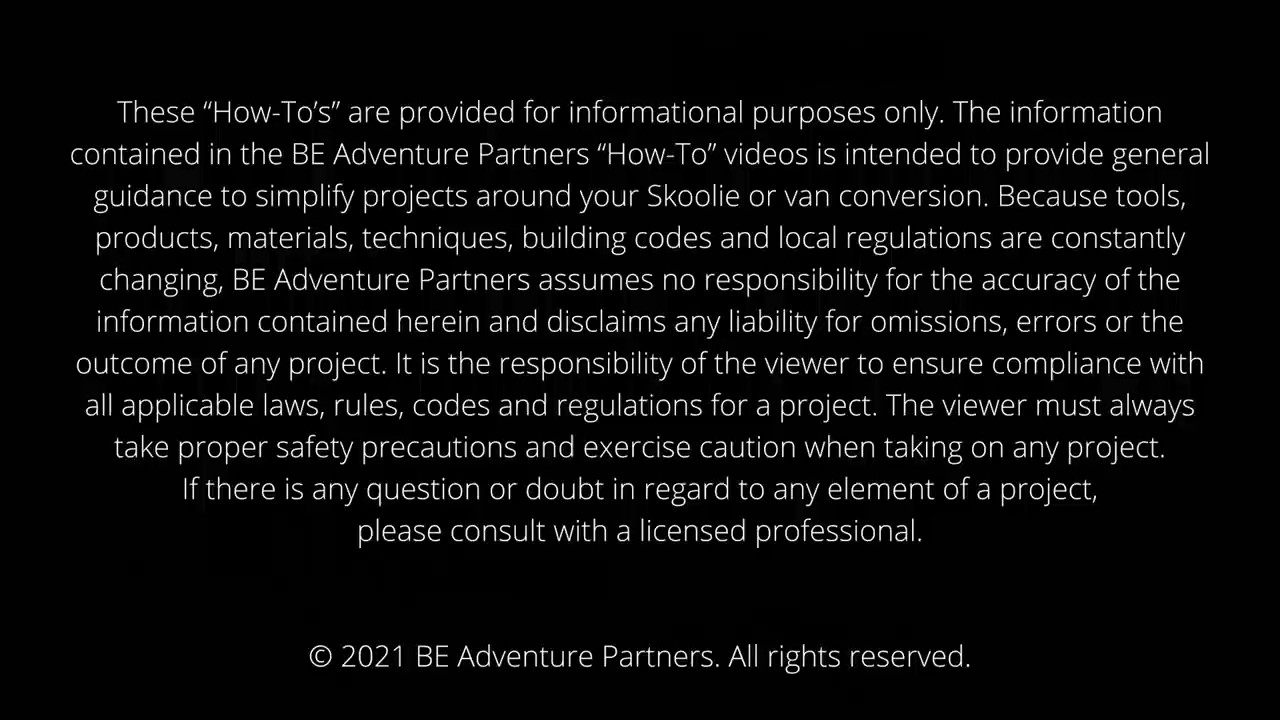 These “How-To’s” are provided for informational purposes only. The information
contained in the BE Adventure Partners “How-To” videos is intended to provide general
guidance to simplify projects around your Skoolie or van conversion. Because tools,
products, materials, techniques, building codes and local regulations are constantly
changing, BE Adventure Partners assumes no responsibility for the accuracy of the
information contained herein and disclaims any liability for omissions, errors or the
outcome of any project. It is the responsibility of the viewer to ensure compliance with
all applicable laws, rules, codes and regulations for a project. The viewer must always
take proper safety precautions and exercise caution when taking on any project.
If there is any question or doubt in regard to any element of a project,
please consult with a licensed professional.
© 2021 BE Adventure Partners. All rights reserved.